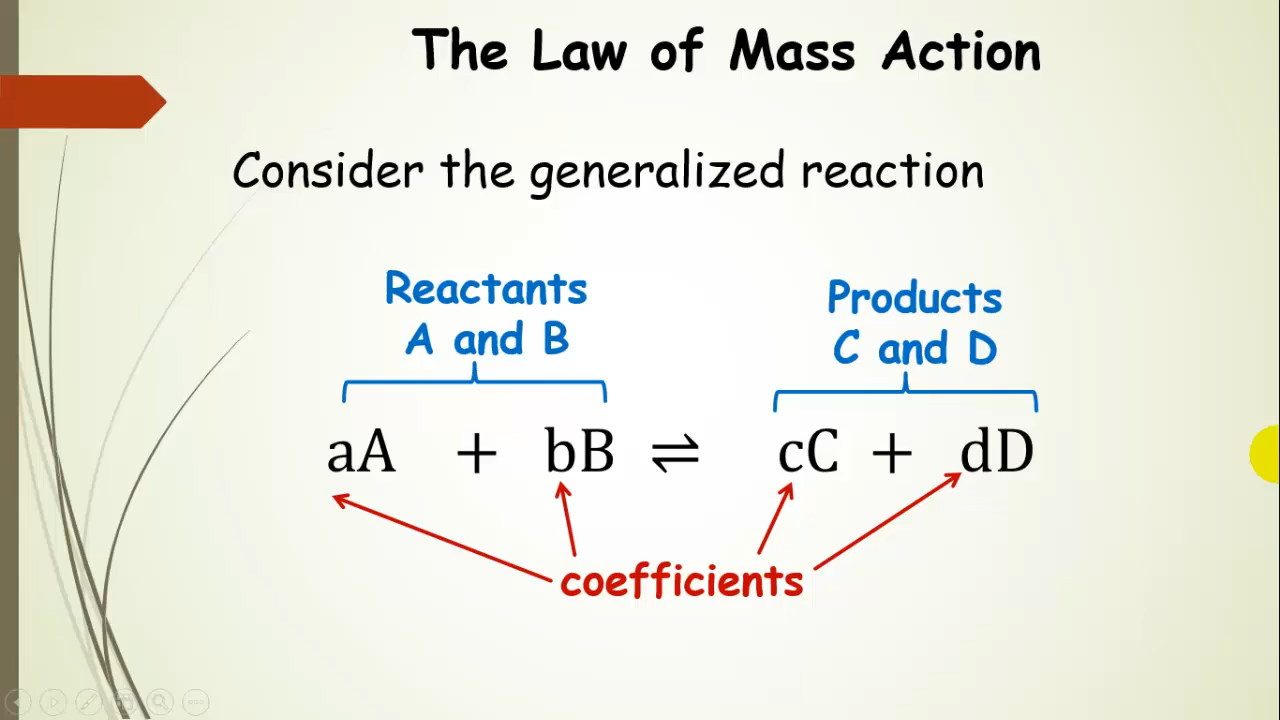 The Law of Mass Action
Consider the generalized reaction
Reactants
A and B
Products
C and D
aA + bB ⇌ cC + dD
coefficients